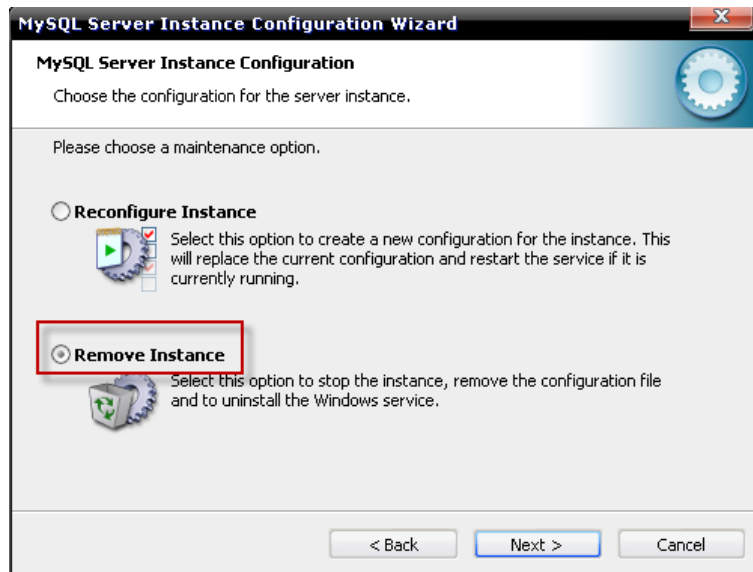 MySQL Server Instance Configuration Wizard
MySQL Server Instance Configuration
Choose the configuration for the server instance.
Please choose a maintenance option.
Reconfigure Instance
Select this option to create a new configuration for the instance. This
will replace the current configuration and restart the service if it is
currently running.
Remove Instance
Select this option to stop the instance, remove the configuration file
and to uninstall the Windows service.
< Back
Next >
Cancel